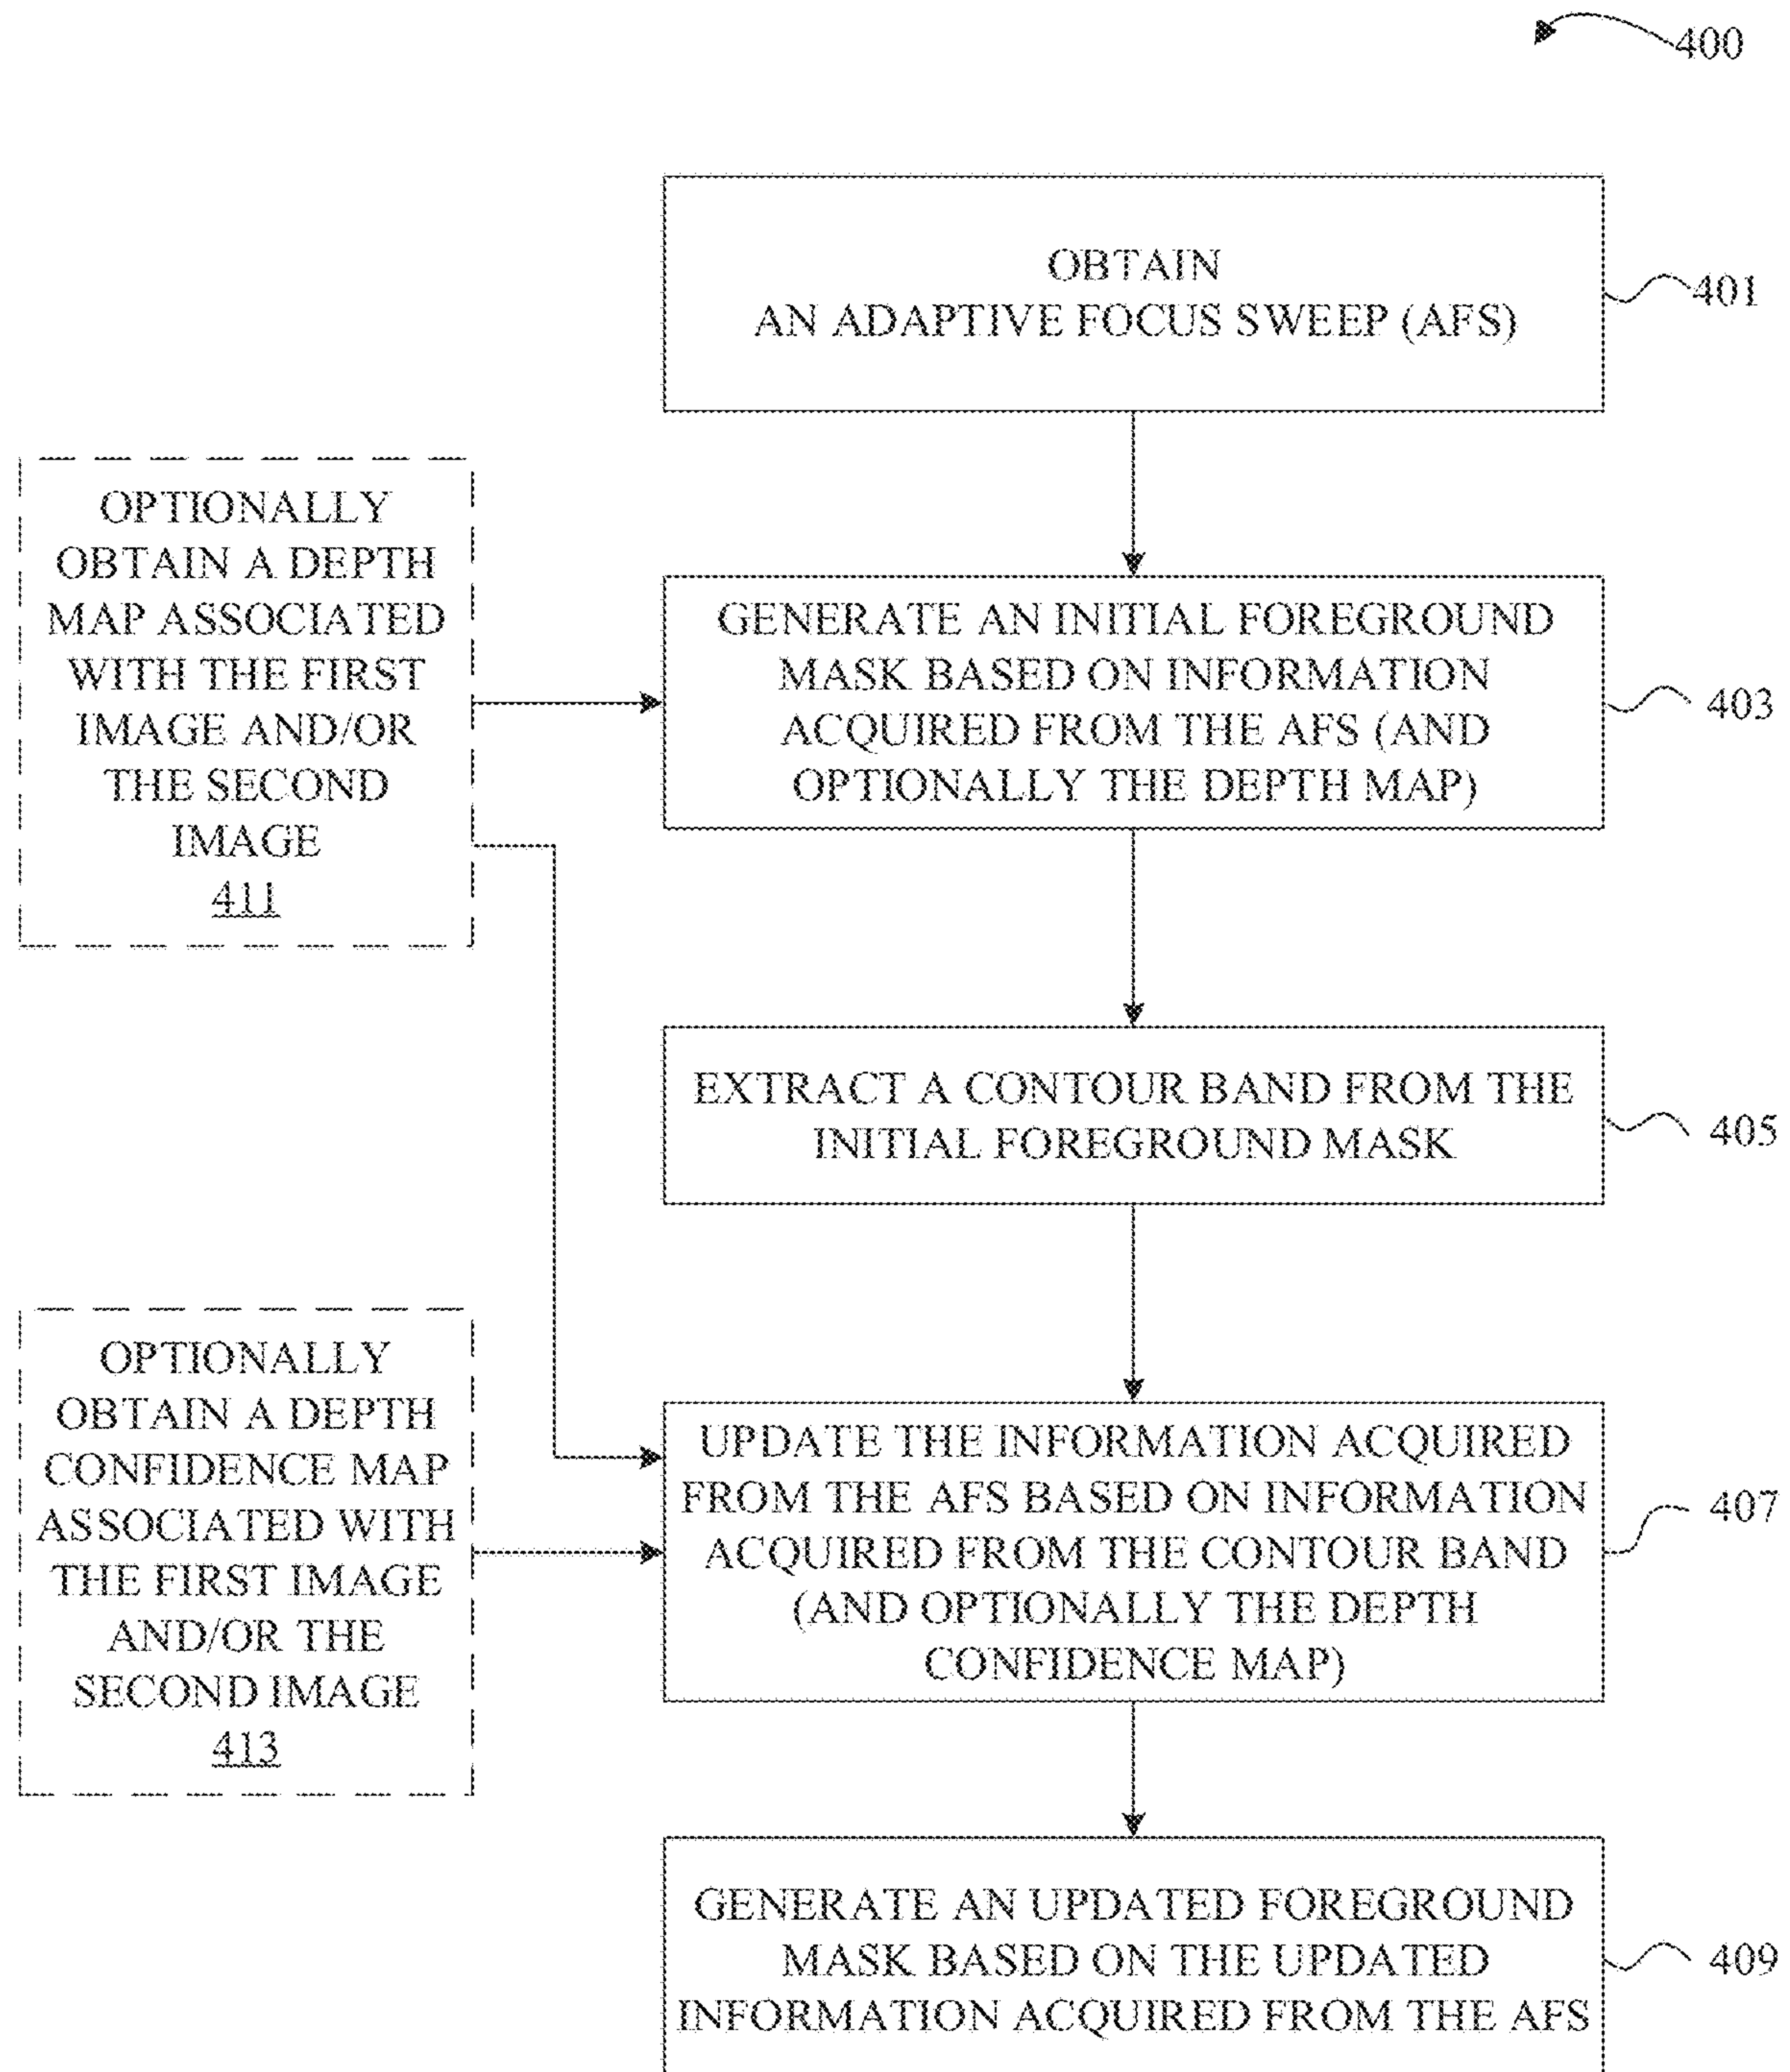 400
OBTAIN
AN ADAPTIVE FOCUS SWEEP (AFS)
401
OPTIONALLY
OBTAIN A DEPTH
MAP ASSOCIATED
WITH THE FIRST
IMAGE AND/OR
THE SECOND
IMAGE
411
GENERATE AN INITIAL FOREGROUND
MASK BASED ON INFORMATION
ACQUIRED FROM THE AFS (AND
OPTIONALLY THE DEPTH MAP)
403
EXTRACT A CONTOUR BAND FROM THE
INITIAL FOREGROUND MASK
405
OPTIONALLY
OBTAIN A DEPTH
CONFIDENCE MAP
ASSOCIATED WITH
THE FIRST IMAGE
AND/OR THE
SECOND IMAGE
413
UPDATE THE INFORMATION ACQUIRED
FROM THE AFS BASED ON INFORMATION
ACQUIRED FROM THE CONTOUR BAND
(AND OPTIONALLY THE DEPTH
CONFIDENCE MAP)
407
GENERATE AN UPDATED FOREGROUND
MASK BASED ON THE UPDATED
INFORMATION ACQUIRED FROM THE AFS
409